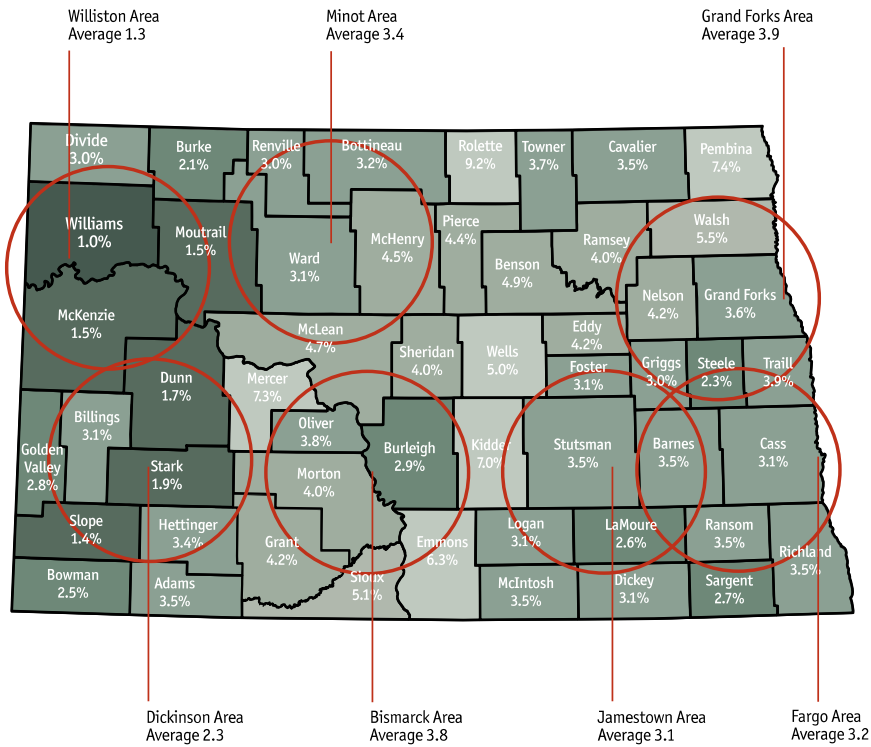 Williston Area
Average 1.3
Minot Area
Average 3.4
Grand Forks Area
Average 3.9
Divide
3.0%
Burke
2.1%
Renville
3.0%
Bottineau
3.2%
Rolette
9.2%
Towner
3.7%
Cavalier
3.5%
Pembina
7.4%
Williams
1.0%
Moutrail
1.5%
Ward
3.1%
McHenry
4.5%
Pierce
4.4%
Benson
4.9%
Ramsey
4.0%
Walsh
5.5%
Nelson
4.2%
Grand Forks
3.6%
McKenzie
1.5%
McLean
4.7%
Sheridan
4.0%
Wells
5.0%
Eddy
4.2%
Foster
3.1%
Griggs
3.0%
Steele
2.3%
Traill
3.9%
Dunn
1.7%
Mercer
7.3%
Oliver
3.8%
Golden
Valley
2.8%
Billings
3.1%
Stark
1.9%
Morton
4.0%
Burleigh
2.9%
Kidder
7.0%
Stutsman
3.5%
Barnes
3.5%
Cass
3.1%
Slope
1.4%
Hettinger
3.4%
Grant
4.2%
Emmons
6.3%
Logan
3.1%
LaMoure
2.6%
Ransom
3.5%
Richland
3.5%
Bowman
2.5%
Adams
3.5%
Sioux
5.1%
McIntosh
3.5%
Dickey
3.1%
Sargent
2.7%
Dickinson Area
Average 2.3
Bismarck Area
Average 3.8
Jamestown Area
Average 3.1
Fargo Area
Average 3.2